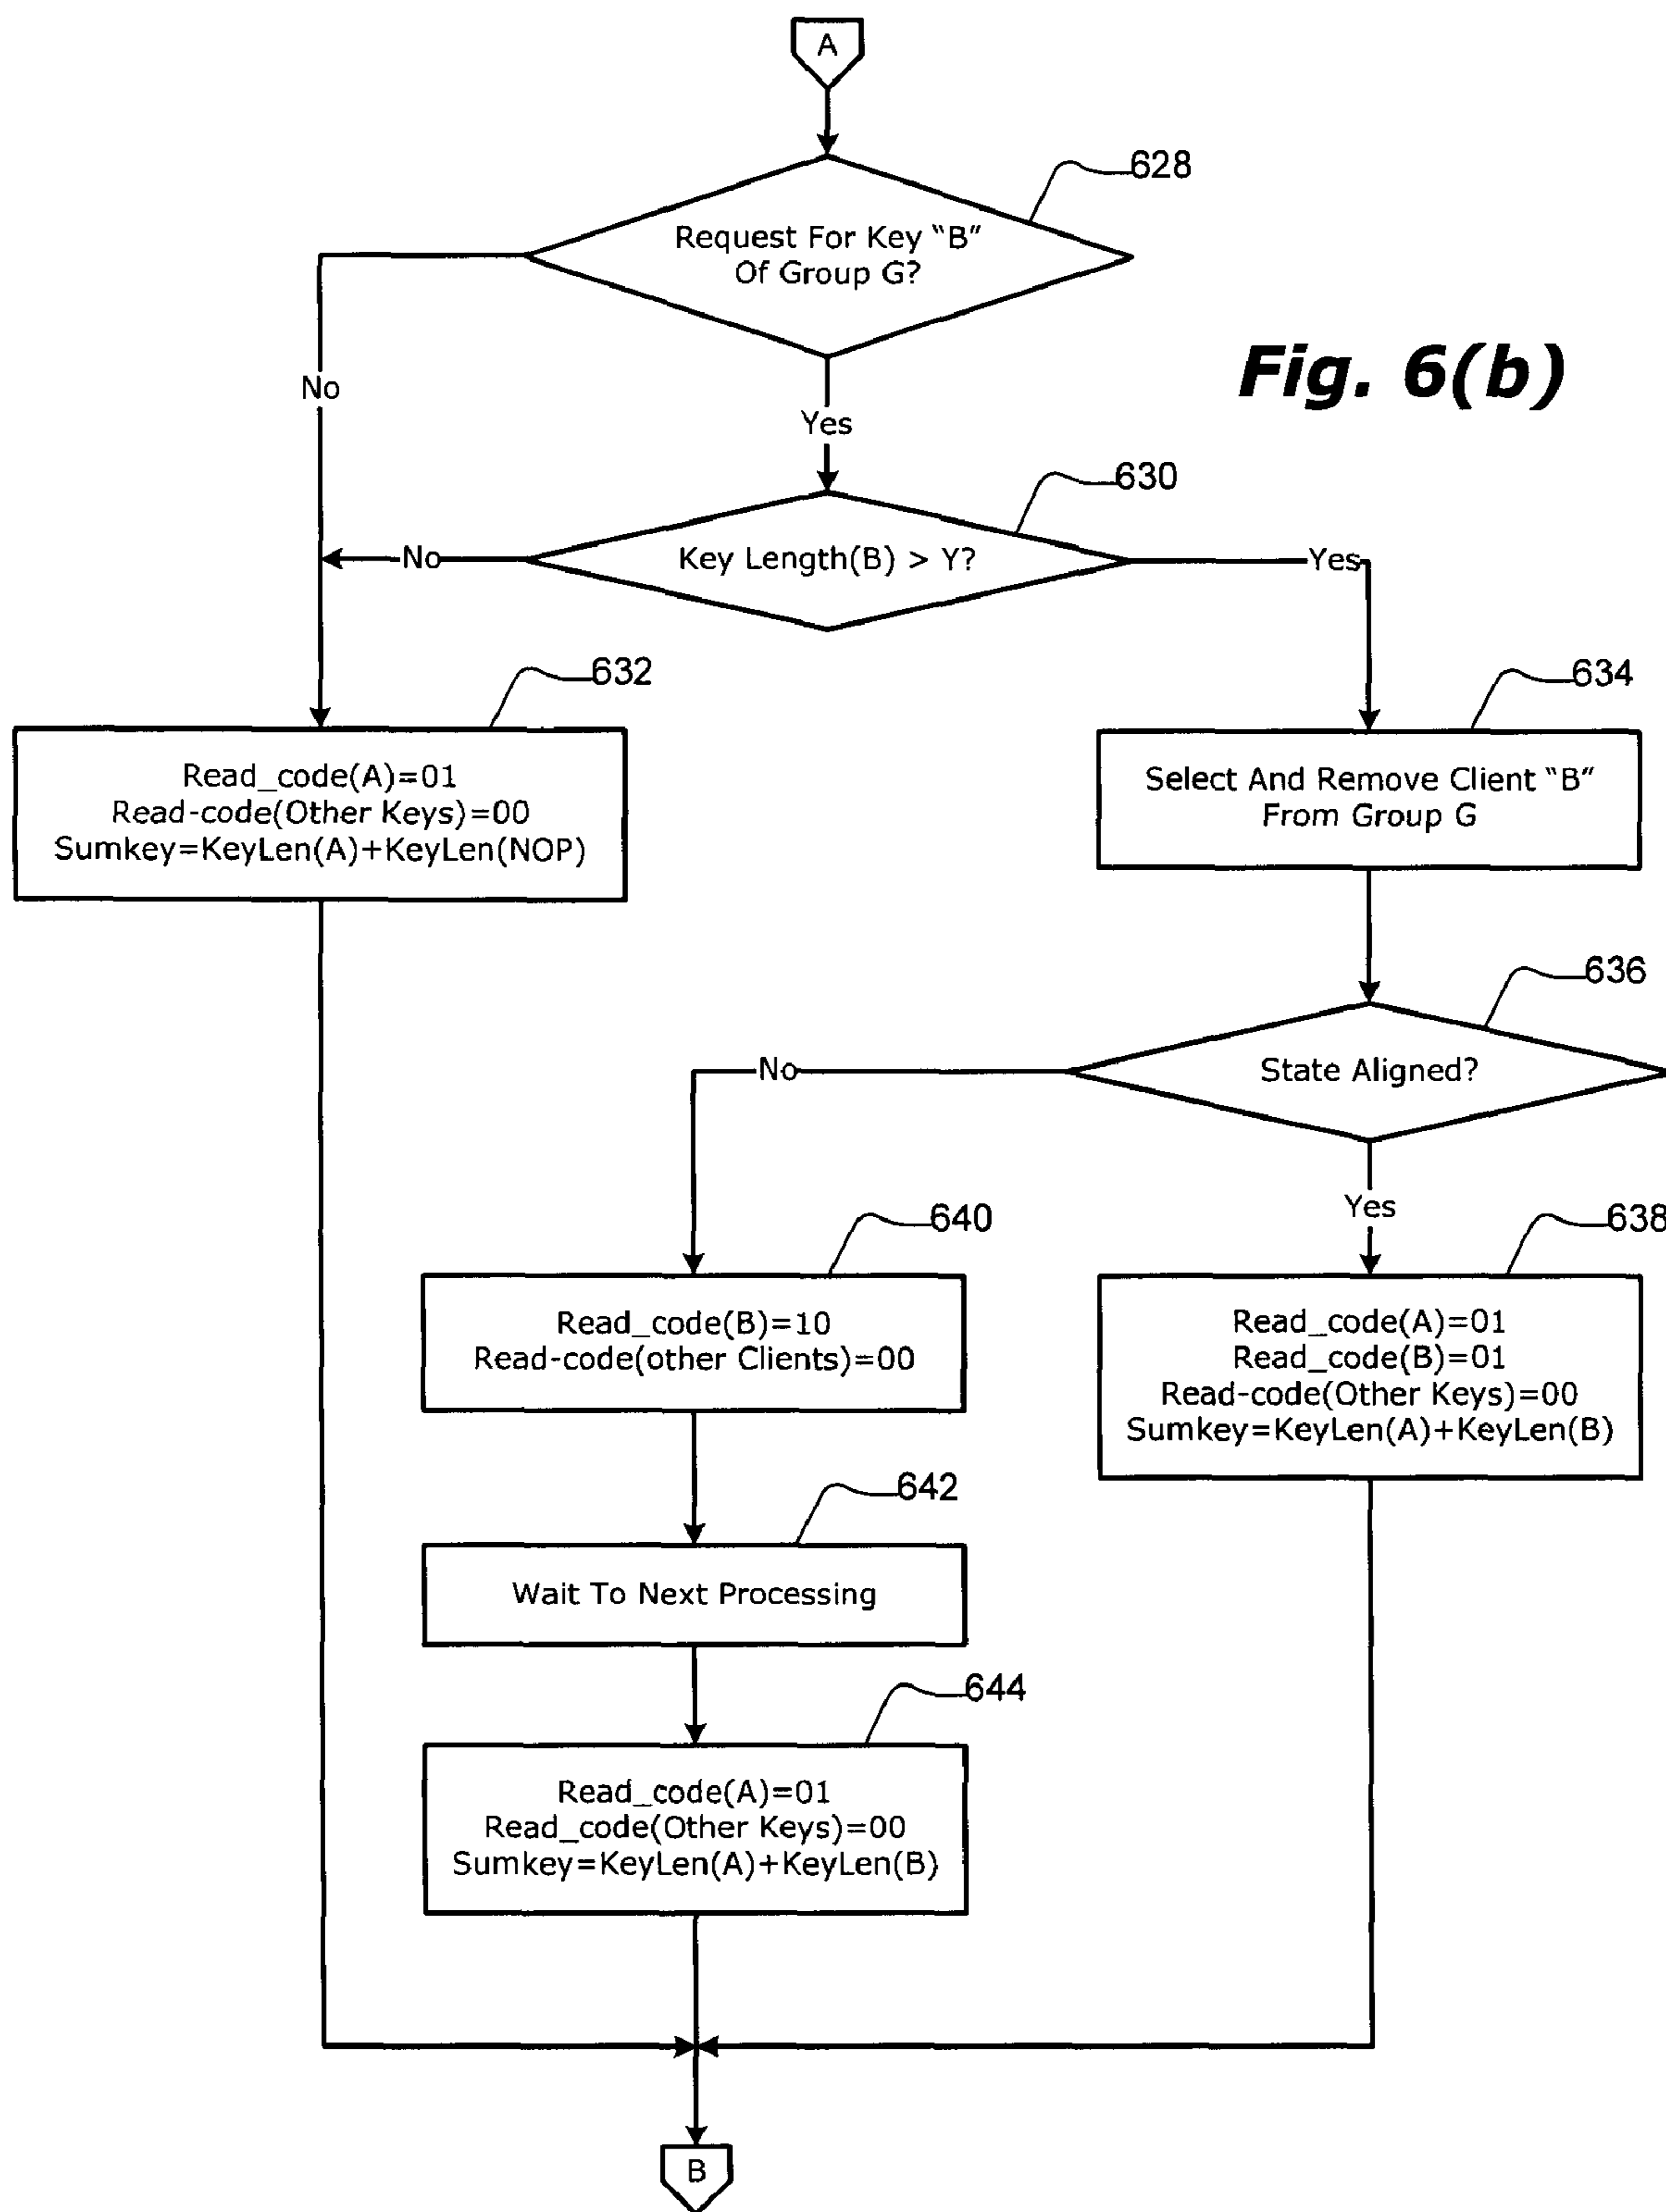 A
628
Request For Key “B”
Of Group G?
Fig. 6(b)
No
Yes
630
Key Length(B) > Y?
No
Yes
632
Read_code(A)=01
Read-code(Other Keys)=00
Sumkey=KeyLen(A)+KeyLen(NOP)
634
Select And Remove Client “B”
From Group G
636
State Aligned?
No
Yes
640
Read_code(B)=10
Read-code(other Clients)=00
638
Read_code(A)=01
Read_code(B)=01
Read-code(Other Keys)=00
Sumkey=KeyLen(A)+KeyLen(B)
642
Wait To Next Processing
644
Read_code(A)=01
Read_code(Other Keys)=00
Sumkey=KeyLen(A)+KeyLen(B)
B